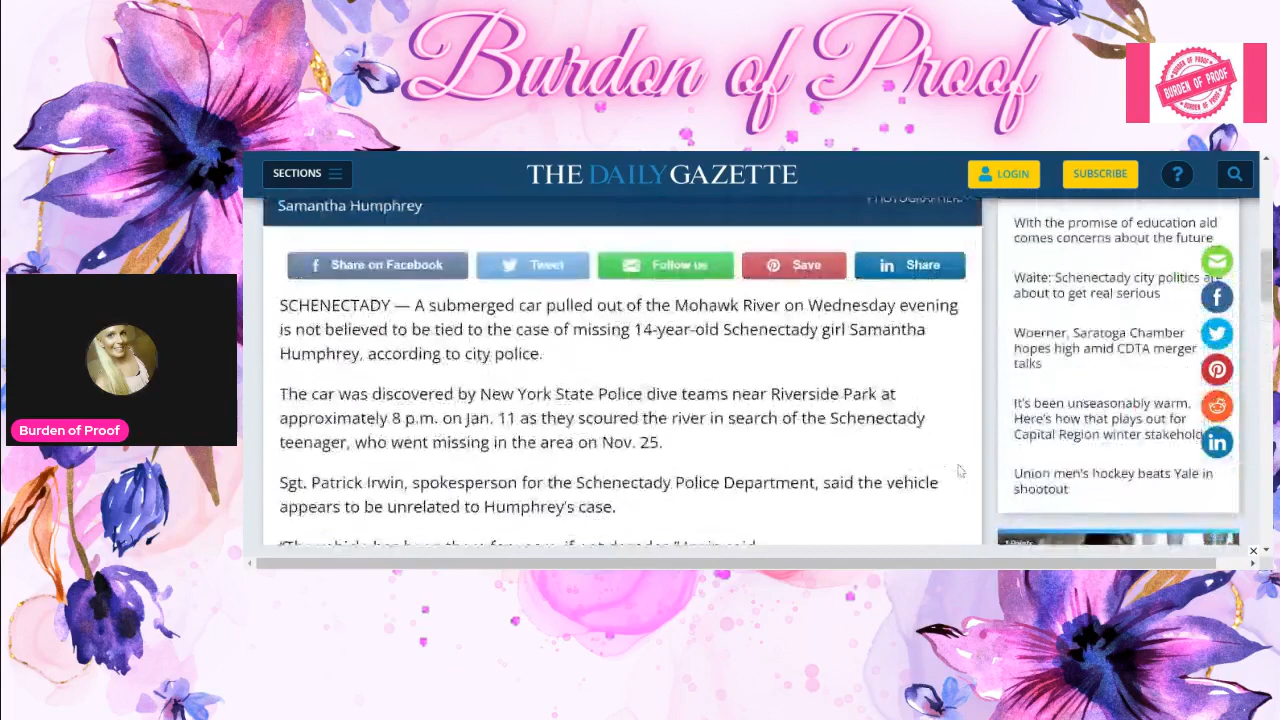 Burdon of Proof
BURDEN OF PROOF
BURDEN OF PROOF
BURDEN OF PROOF
SECTIONS
THE DAILY GAZETTE
LOGIN
SUBSCRIBE
?
Samantha Humphrey
Share on Facebook
Tweet
Follow us
Save
Share
SCHENECTADY — A submerged car pulled out of the Mohawk River on Wednesday evening
is not believed to be tied to the case of missing 14-year-old Schenectady girl Samantha
Humphrey, according to city police.
The car was discovered by New York State Police dive teams near Riverside Park at
approximately 8 p.m. on Jan. 11 as they scoured the river in search of the Schenectady
teenager, who went missing in the area on Nov. 25.
Sgt. Patrick Irwin, spokesperson for the Schenectady Police Department, said the vehicle
appears to be unrelated to Humphrey's case.
With the promise of education aid
comes concerns about the future
Waite: Schenectady city politics are
about to get real serious
Woerner, Saratoga Chamber
hopes high amid CDTA merger
talks
It's been unseasonably warm.
Here's how that plays out for
Capital Region winter
Union men's hockey beats Yale in
shootout
Burden of Proof